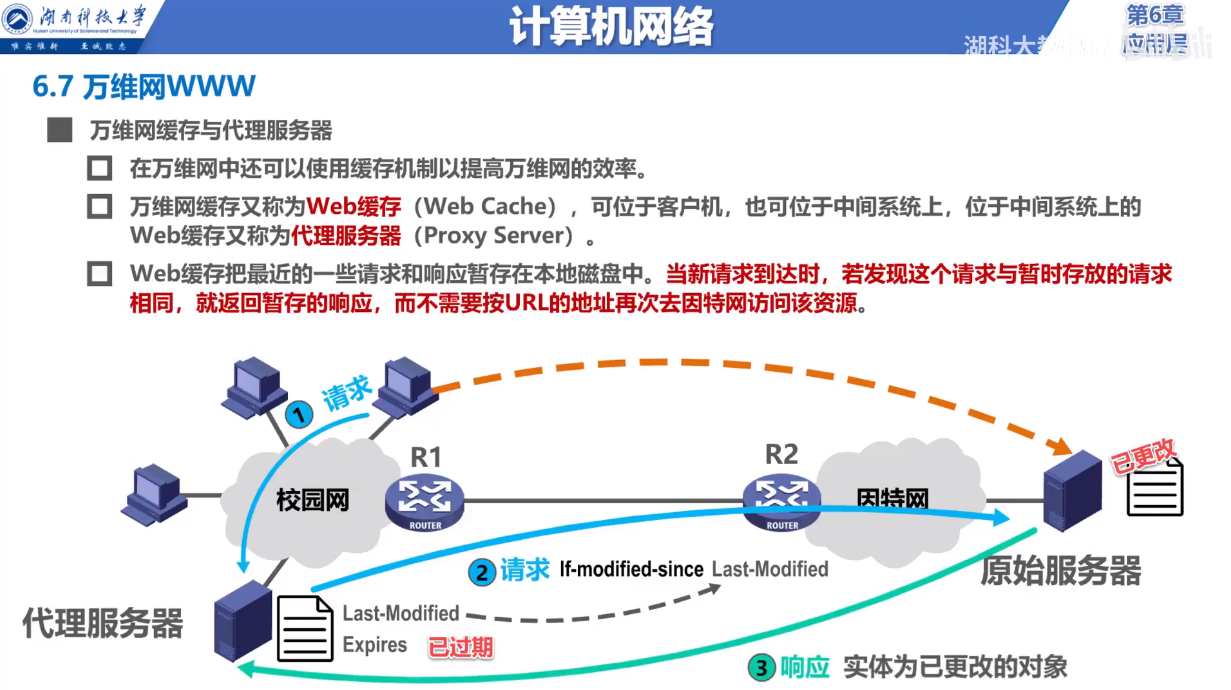 湖南科技大学
Hunan University of Science and Technology
唯实惟新 至诚致志
计算机网络
第6章
应用层
湖科大教
6.7 万维网WWW
万维网缓存与代理服务器
在万维网中还可以使用缓存机制以提高万维网的效率。
万维网缓存又称为Web缓存（Web Cache），可位于客户机，也可位于中间系统上，位于中间系统上的
Web缓存又称为代理服务器（Proxy Server）。
Web缓存把最近的一些请求和响应暂存在本地磁盘中。当新请求到达时，若发现这个请求与暂时存放的请求
相同，就返回暂存的响应，而不需要按URL的地址再次去因特网访问该资源。
1 请求
R1
R2
已更改
校园网
ROUTER
ROUTER
因特网
2 请求 If-modified-since Last-Modified
原始服务器
代理服务器
Last-Modified
Expires 已过期
3 响应 实体为已更改的对象